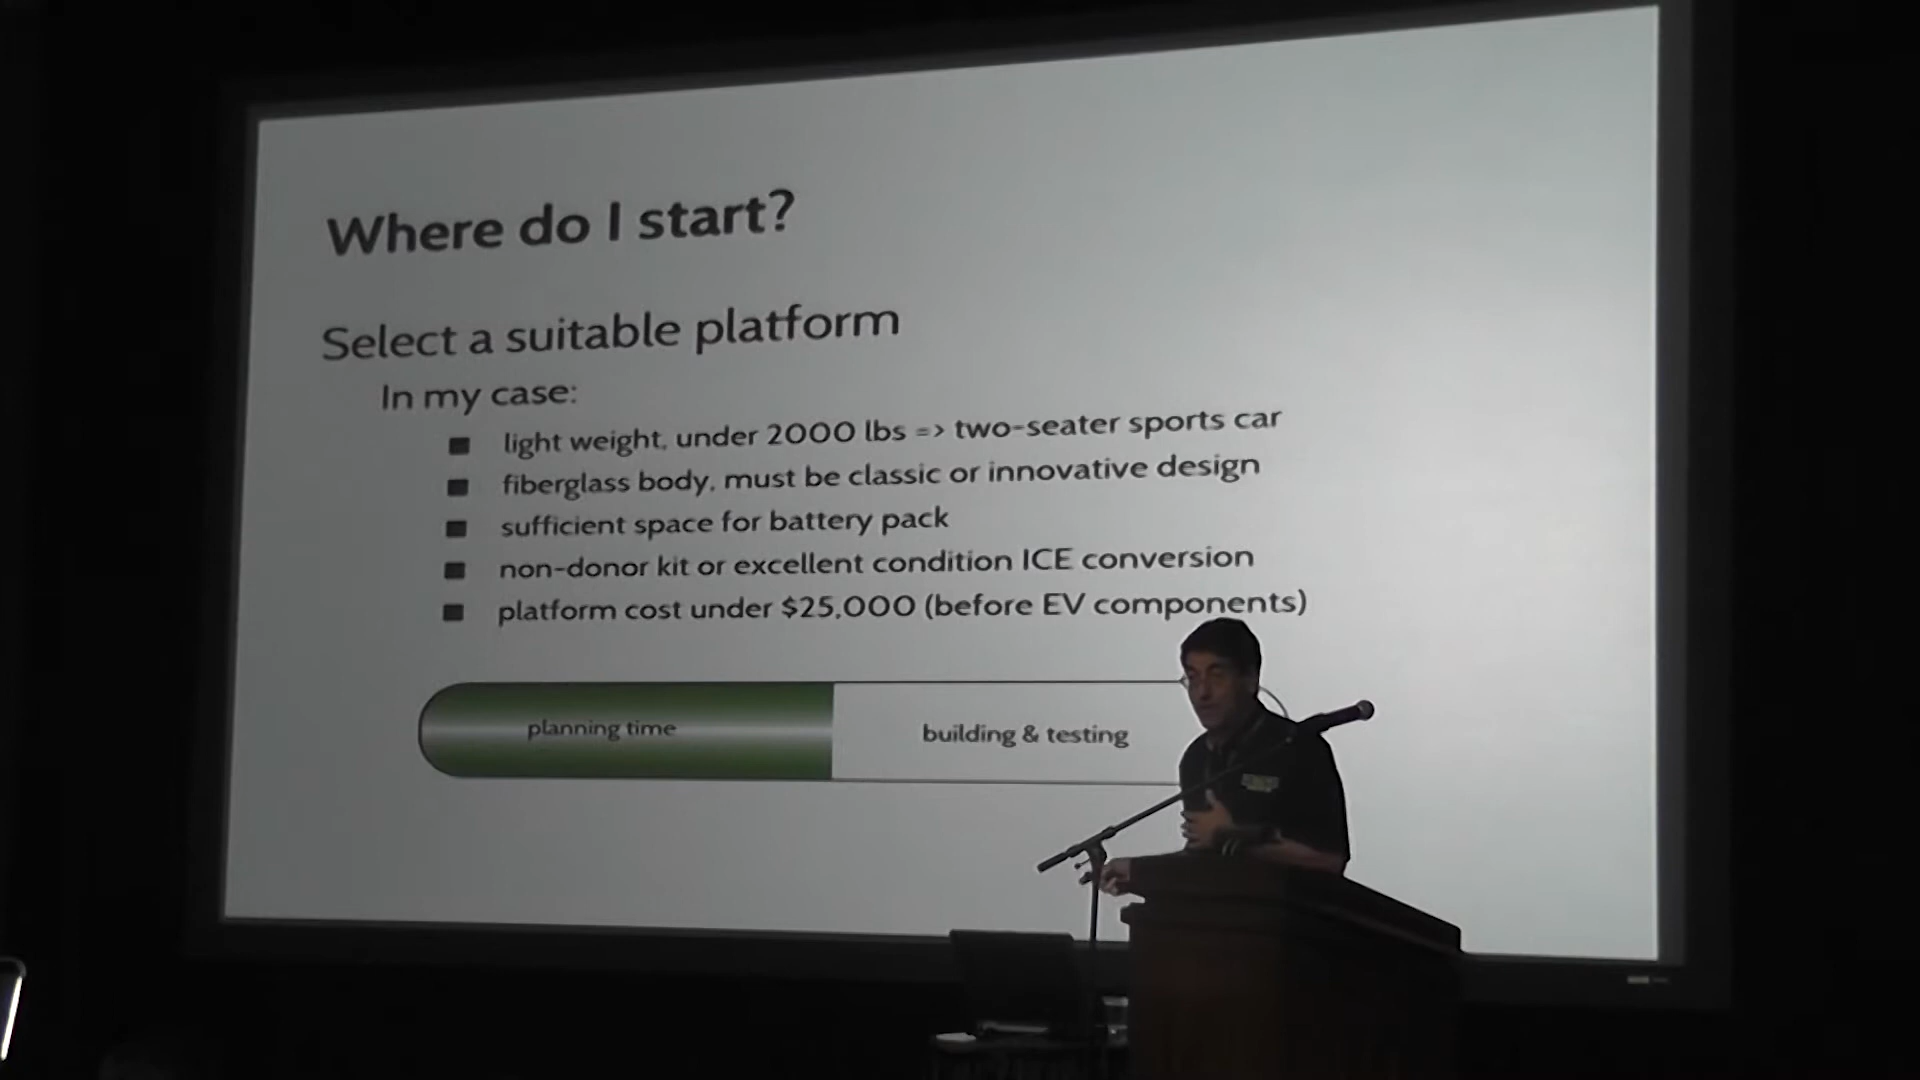 Where do I start?
Select a suitable platform
In my case:
light weight, under 2000 lbs => two-seater sports car
fiberglass body, must be classic or innovative design
sufficient space for battery pack
non-donor kit or excellent condition ICE conversion
platform cost under $25,000 (before EV components)
planning time
building & testing